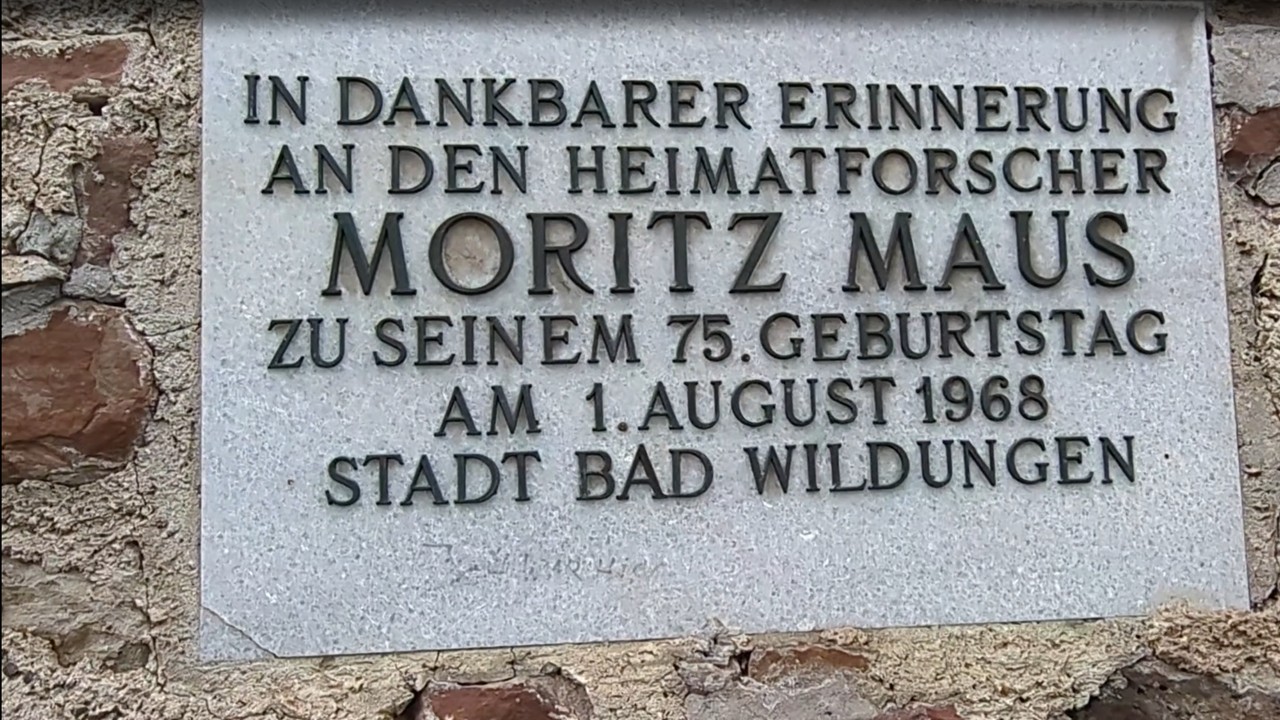 IN DANKBARER ERINNERUNG
AN DEN HEIMATFORSCHER
MORITZ MAUS
ZU SEINEM 75. GEBURTSTAG
AM 1. AUGUST 1968
STADT BAD WILDUNGEN